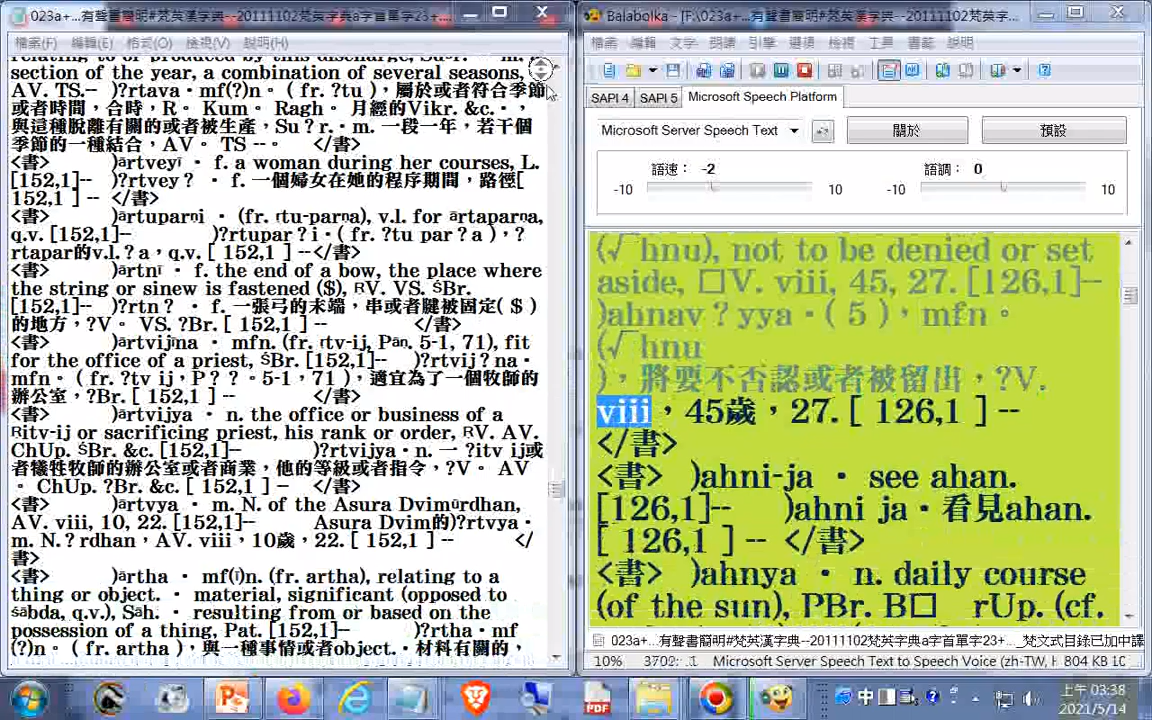 023a+...有聲書簡明#梵英漢字典--20111102梵英字典a字首單字23+...
檔案(F) 編輯(E) 格式(O) 檢視(V) 說明(H)
section of the year, a combination of several seasons,
AV. TS.-- )?rtava・mf(?)n。 ( fr. ?tu )，屬於或者符合季節
或者時間，合時，R。 Kum。 Ragh。 月經的Vikr. &c.・
與這種脫離有關的或者被生產，Su？r.・m. 一段一年，若干個
季節的一種結合，AV. TS --。 </書>
<書> )ārtveyī・ f. a woman during her courses, L.
[152,1]-- )?rtvey？・ f. 一個婦女在她的程序期間，路徑[
152,1 ] -- </書>
<書> )ārtuparṇi・ (fr. ṛtu-parṇa), v.l. for ārtaparṇa,
q.v. [152,1]-- )?rtupar？i・( fr. ?tu par？a )，?
rtapar的v.l.？a，q.v. [ 152,1 ] --</書>
<書> )ārtnī・ f. the end of a bow, the place where
the string or sinew is fastened ($), ṚV. VS. ŚBr.
[152,1]-- )?rtn？・ f. 一張弓的末端，串或者腱被固定( $ )
的地方，?V。 VS. ?Br. [ 152,1 ] -- </書>
<書> )ārtvijīna・ mfn. (fr. ṛtv-ij, Pāṇ. 5-1, 71), fit
for the office of a priest, ŚBr. [152,1]-- )?rtvij？na・
mfn。 ( fr. ?tv ij，P？？。5-1，71 )，適宜為了一個牧師的
辦公室，?Br. [ 152,1 ] -- </書>
<書> )ārtvijya・ n. the office or business of a
Ṛitv-ij or sacrificing priest, his rank or order, ṚV. AV.
ChUp. ŚBr. &c. [152,1]-- )?rtvijya・n. 一 ?itv ij或
者犧牲牧師的辦公室或者商業，他的等級或者指令，?V。 AV
。 ChUp. ?Br. &c. [ 152,1 ] -- </書>
<書> )ārtvya・ m. N. of the Asura Dvimūrdhan,
AV. viii, 10, 22. [152,1]-- Asura Dvim的)?rtvya・
m. N.？rdhan，AV. viii，10歲，22. [ 152,1 ] -- </
書>
<書> )ārtha・ mf(ī)n. (fr. artha), relating to a
thing or object.・ material, significant (opposed to
śābda, q.v.), Sāh.・ resulting from or based on the
possession of a thing, Pat. [152,1]-- )?rtha・mf
(?)n。 ( fr. artha )，與一種事情或者object.・材料有關的，
Balabolka - [F:\023a+...有聲書簡明#梵英漢字典--20111102梵英字...
檔案 編輯 文字 朗讀 引擎 選項 檢視 工具 書籤 說明
SAPI 4 SAPI 5 Microsoft Speech Platform
Microsoft Server Speech Text 關於 預設
語速： -2 語調： 0
-10 10 -10 10
(√ hnu), not to be denied or set
aside, □V. viii, 45, 27. [126,1]--
)ahnav？yya・( 5 )，mfn。
(√ hnu
)，將要不否認或者被留出，?V.
viii，45歲，27. [ 126,1 ] --
</書>
<書> )ahni-ja・ see ahan.
[126,1]-- )ahni ja・看見ahan.
[ 126,1 ] -- </書>
<書> )ahnya・ n. daily course
(of the sun), PBr. B□ rUp. (cf.
023a+...有聲書簡明#梵英漢字典--20111102梵英字典a字首單字23+..._梵文式目錄已加中譯
10% 3702: 1 Microsoft Server Speech Text to Speech Voice (zh-TW, H 804 KB
中
上午 03:38
2021/5/14